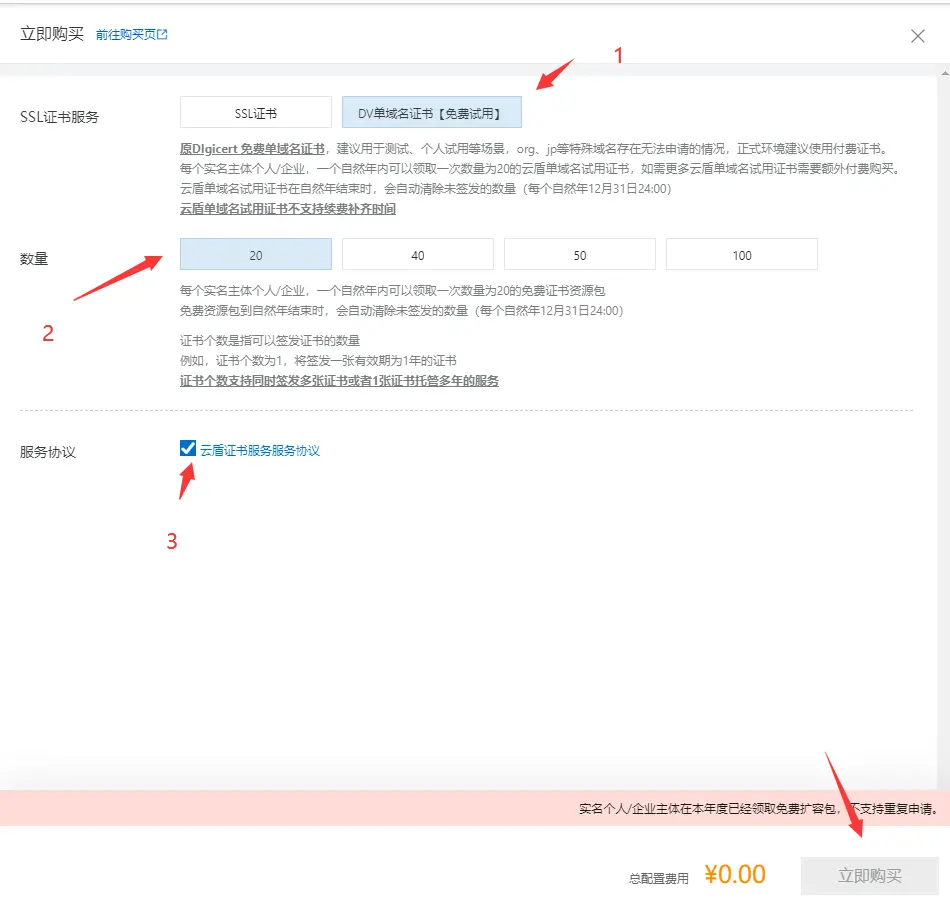 立即购买 前往购买页
1
SSL证书服务
SSL证书
DV单域名证书【免费试用】
原DIgicert 免费单域名证书，建议用于测试、个人试用等场景，org、jp等特殊域名存在无法申请的情况，正式环境建议使用付费证书。
每个实名主体个人/企业，一个自然年内可以领取一次数量为20的云盾单域名试用证书，如需更多云盾单域名试用证书需要额外付费购买。
云盾单域名试用证书在自然年结束时，会自动清除未签发的数量（每个自然年12月31日24:00）
云盾单域名试用证书不支持续费补齐时间
数量
20
40
50
100
2
每个实名主体个人/企业，一个自然年内可以领取一次数量为20的免费证书资源包
免费资源包到自然年结束时，会自动清除未签发的数量（每个自然年12月31日24:00）
证书个数是指可以签发证书的数量
例如，证书个数为1，将签发一张有效期为1年的证书
证书个数支持同时签发多张证书或者1张证书托管多年的服务
服务协议
云盾证书服务服务协议
3
实名个人/企业主体在本年度已经领取免费扩容包，不支持重复申请。
总配置费用 ¥0.00
立即购买